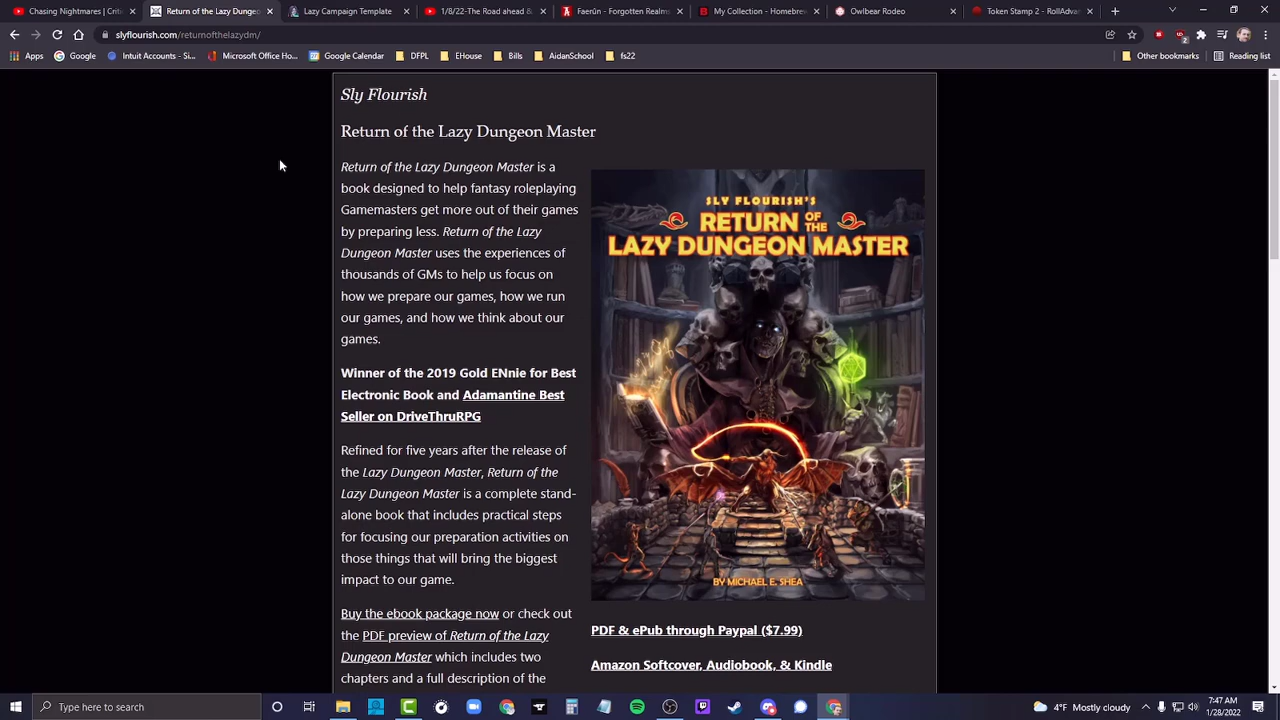 Chasing Nightmares | Critic
Return of the Lazy Dungeo
Lazy Campaign Template
1/8/22-The Road ahead &
Faerûn - Forgotten Realms
My Collection - Homebrew
Owlbear Rodeo
Token Stamp 2 - RollAdva
slyflourish.com/returnofthelazydm/
Apps
Google
Intuit Accounts - Si...
Microsoft Office Ho...
Google Calendar
DFPL
EHouse
Bills
AidanSchool
fs22
Other bookmarks
Reading list
Sly Flourish
Return of the Lazy Dungeon Master
Return of the Lazy Dungeon Master is a
book designed to help fantasy roleplaying
Gamemasters get more out of their games
by preparing less. Return of the Lazy
Dungeon Master uses the experiences of
thousands of GMs to help us focus on
how we prepare our games, how we run
our games, and how we think about our
games.
Winner of the 2019 Gold ENnie for Best
Electronic Book and Adamantine Best
Seller on DriveThruRPG
Refined for five years after the release of
the Lazy Dungeon Master, Return of the
Lazy Dungeon Master is a complete stand-
alone book that includes practical steps
for focusing our preparation activities on
those things that will bring the biggest
impact to our game.
Buy the ebook package now or check out
the PDF preview of Return of the Lazy
Dungeon Master which includes two
chapters and a full description of the
SLY FLOURISH'S
RETURN OF THE
LAZY DUNGEON MASTER
BY MICHAEL E. SHEA
PDF & ePub through Paypal ($7.99)
Amazon Softcover, Audiobook, & Kindle
Type here to search
4°F Mostly cloudy
7:47 AM
1/28/2022